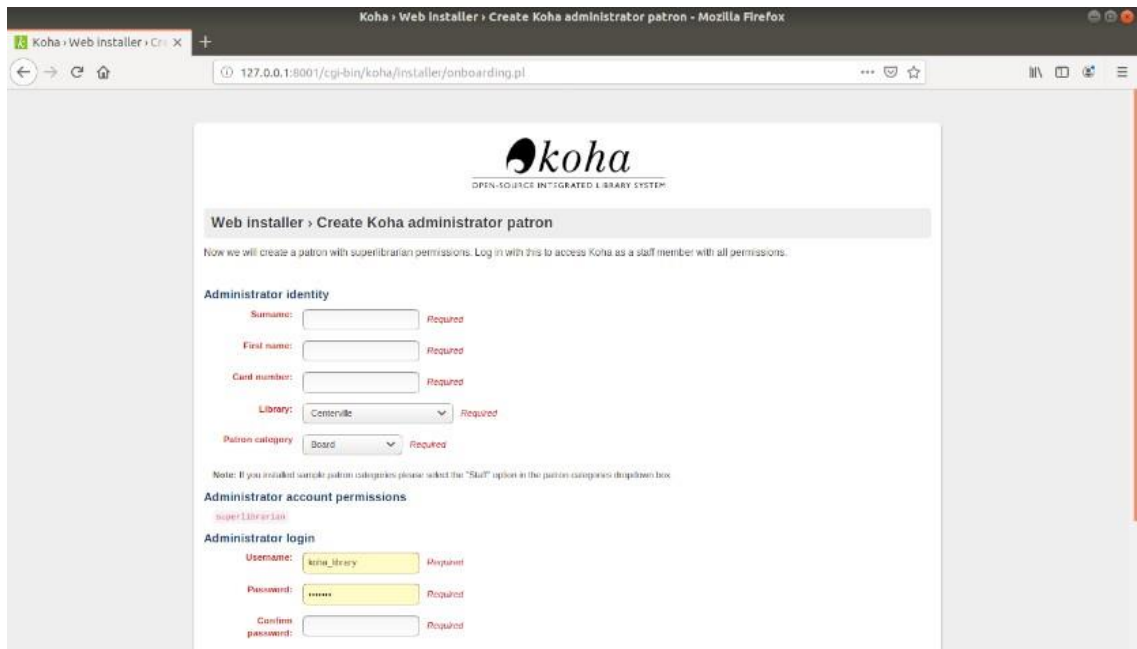 Koha › Web installer › Create Koha administrator patron - Mozilla Firefox
Koha › Web installer › Cre
127.0.0.1:8001/cgi-bin/koha/installer/onboarding.pl
koha
OPEN-SOURCE INTEGRATED LIBRARY SYSTEM
Web installer › Create Koha administrator patron
Now we will create a patron with superlibrarian permissions. Log in with this to access Koha as a staff member with all permissions.
Administrator identity
Surname: Required
First name: Required
Card number: Required
Library: Centerville Required
Patron category Board Required
Note: If you installed sample patron categories please select the "Staff" option in the patron categories dropdown box
Administrator account permissions
superlibrarian
Administrator login
Username: koha_library Required
Password: ••••••• Required
Confirm password: Required